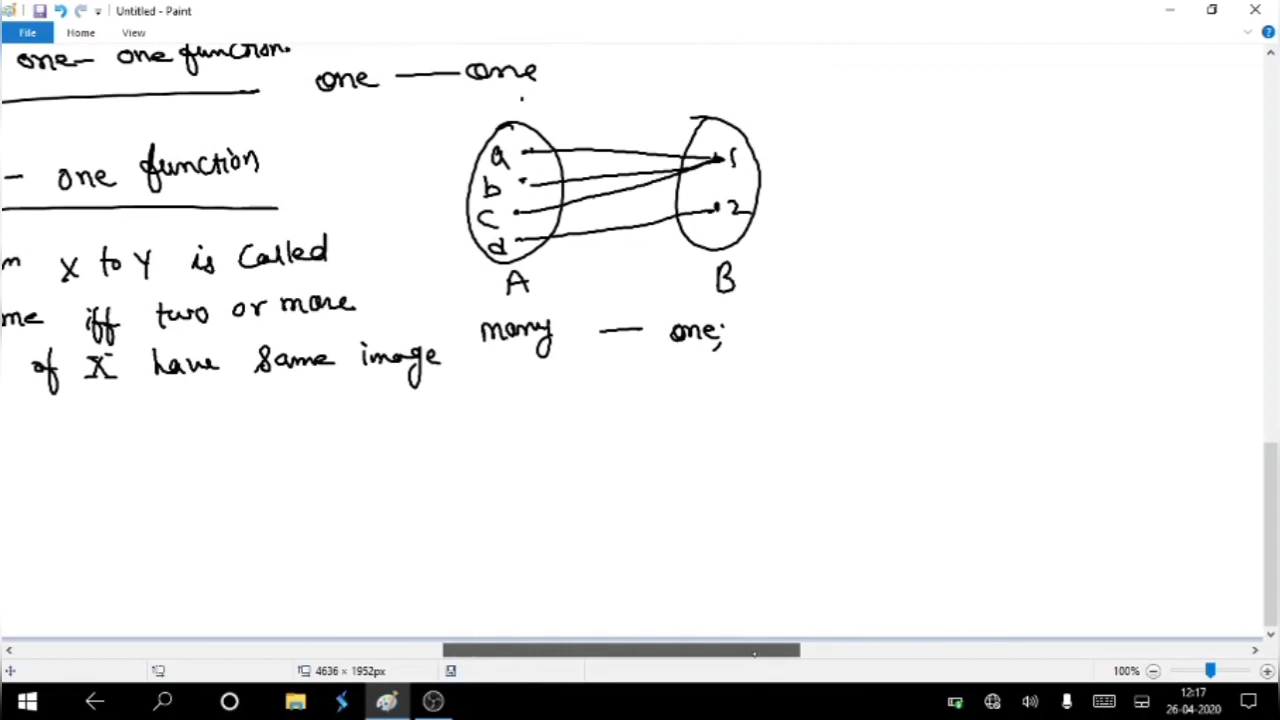 Untitled - Paint
File Home View
one- one function.
one — one
- one function
a
b
c
d
1
2
A
B
X to Y is called
me iff two or more
of X have same image
many — one;
4636 × 1952px
100%
12:17
26-04-2020